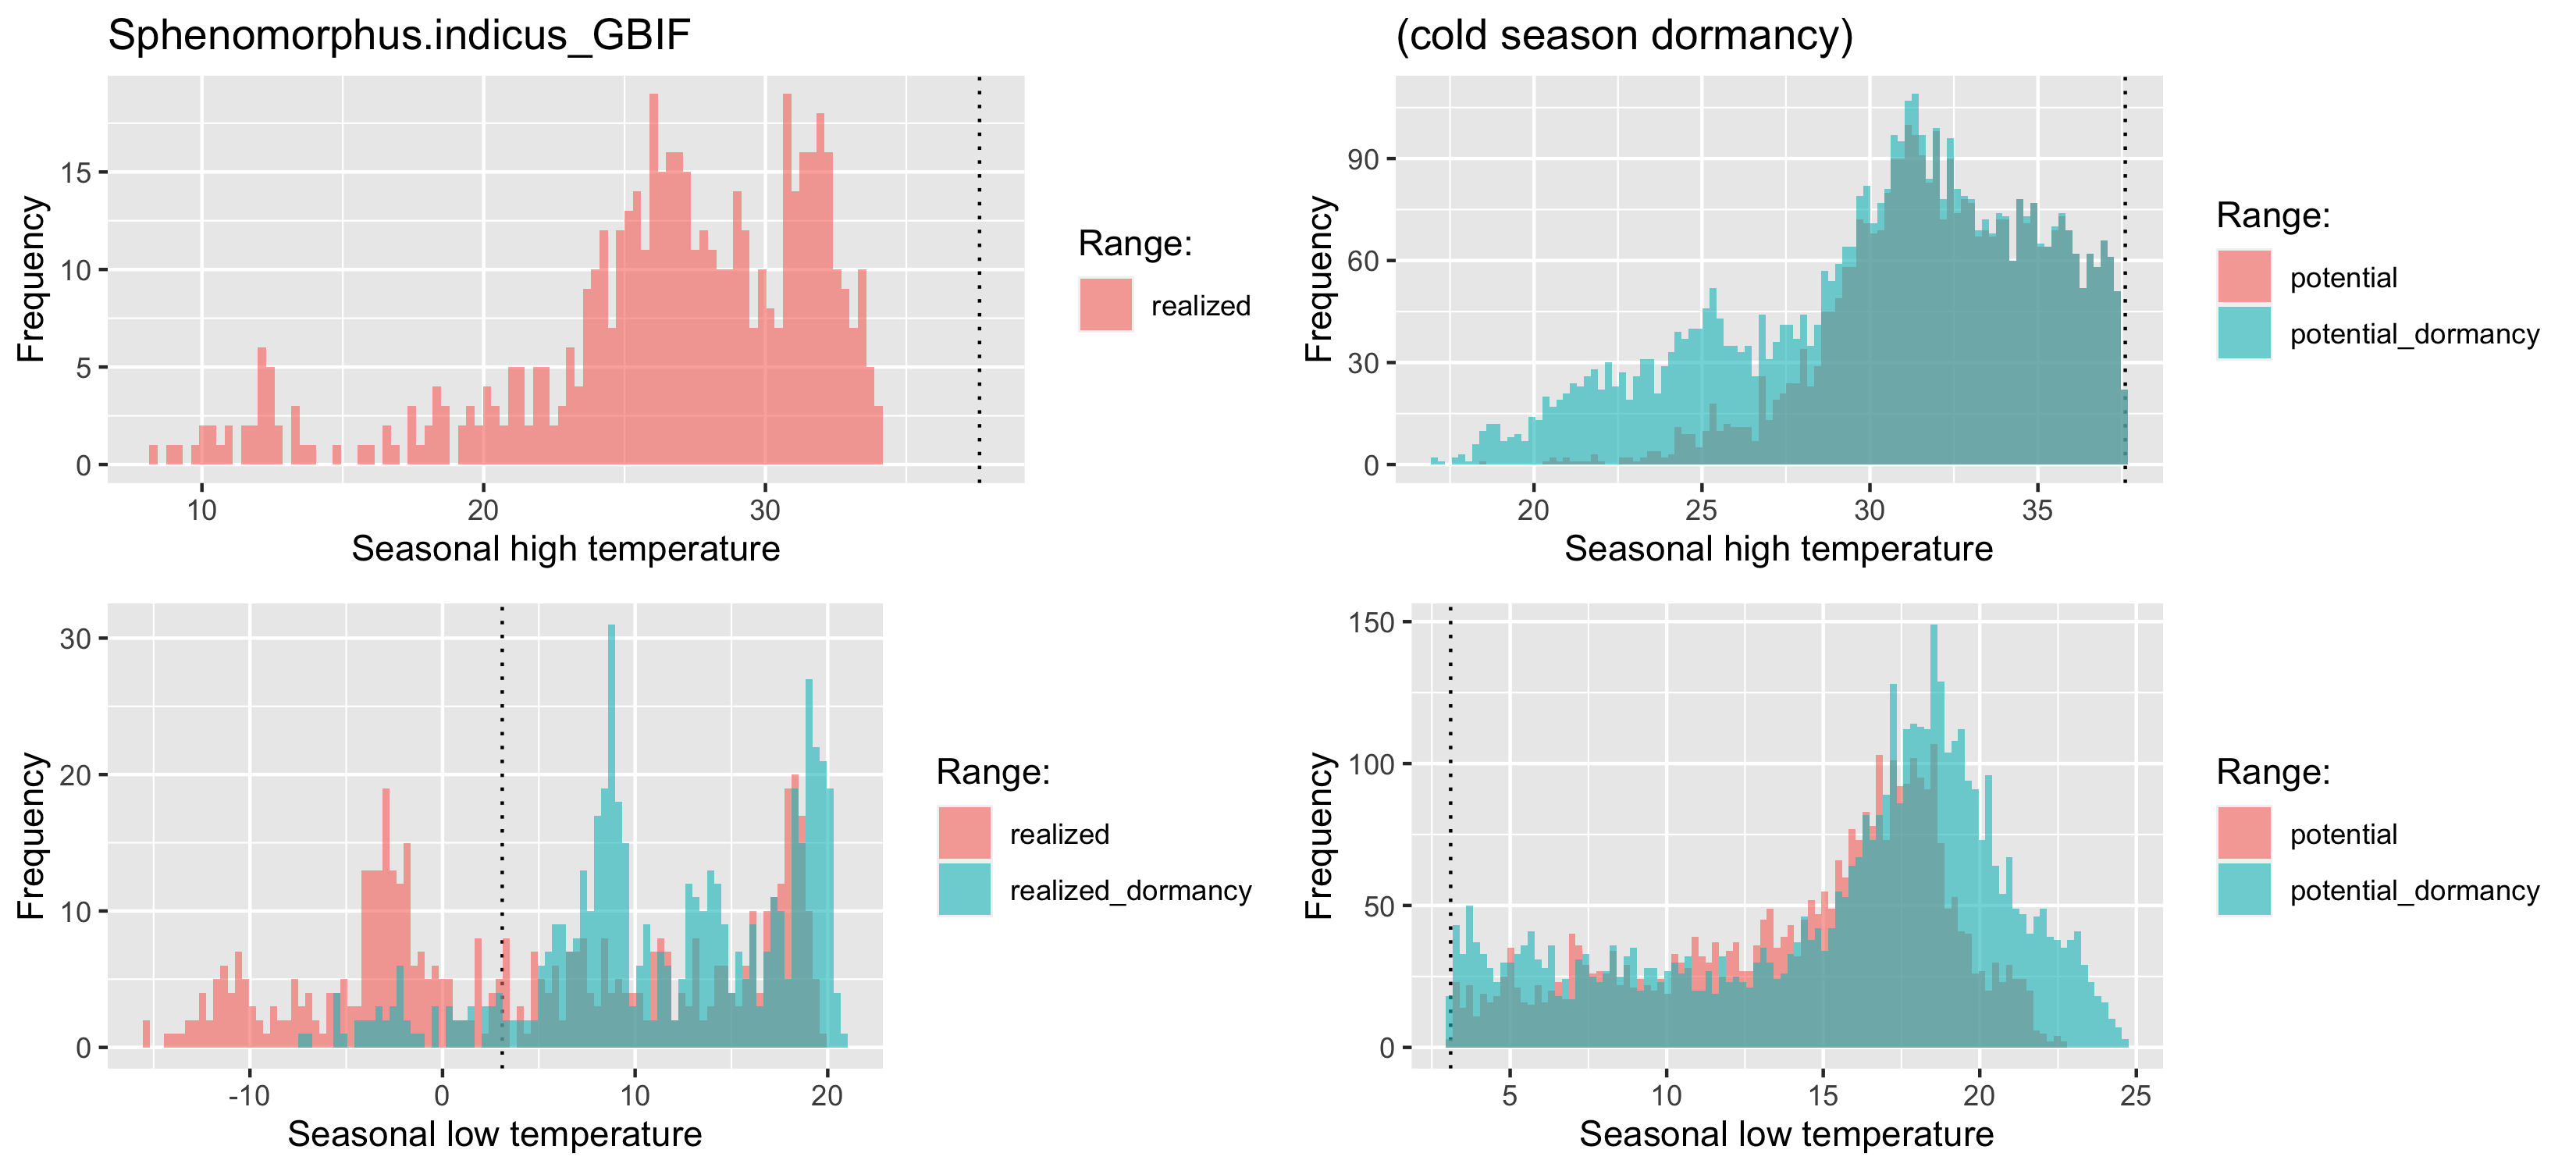 Sphenomorphus.indicus_GBIF
Frequency
15
10
5
0
10 20 30
Seasonal high temperature
Range:
realized
(cold season dormancy)
Frequency
90
60
30
0
20 25 30 35
Seasonal high temperature
Range:
potential
potential_dormancy
Frequency
30
20
10
0
-10 0 10 20
Seasonal low temperature
Range:
realized
realized_dormancy
Frequency
150
100
50
0
5 10 15 20 25
Seasonal low temperature
Range:
potential
potential_dormancy